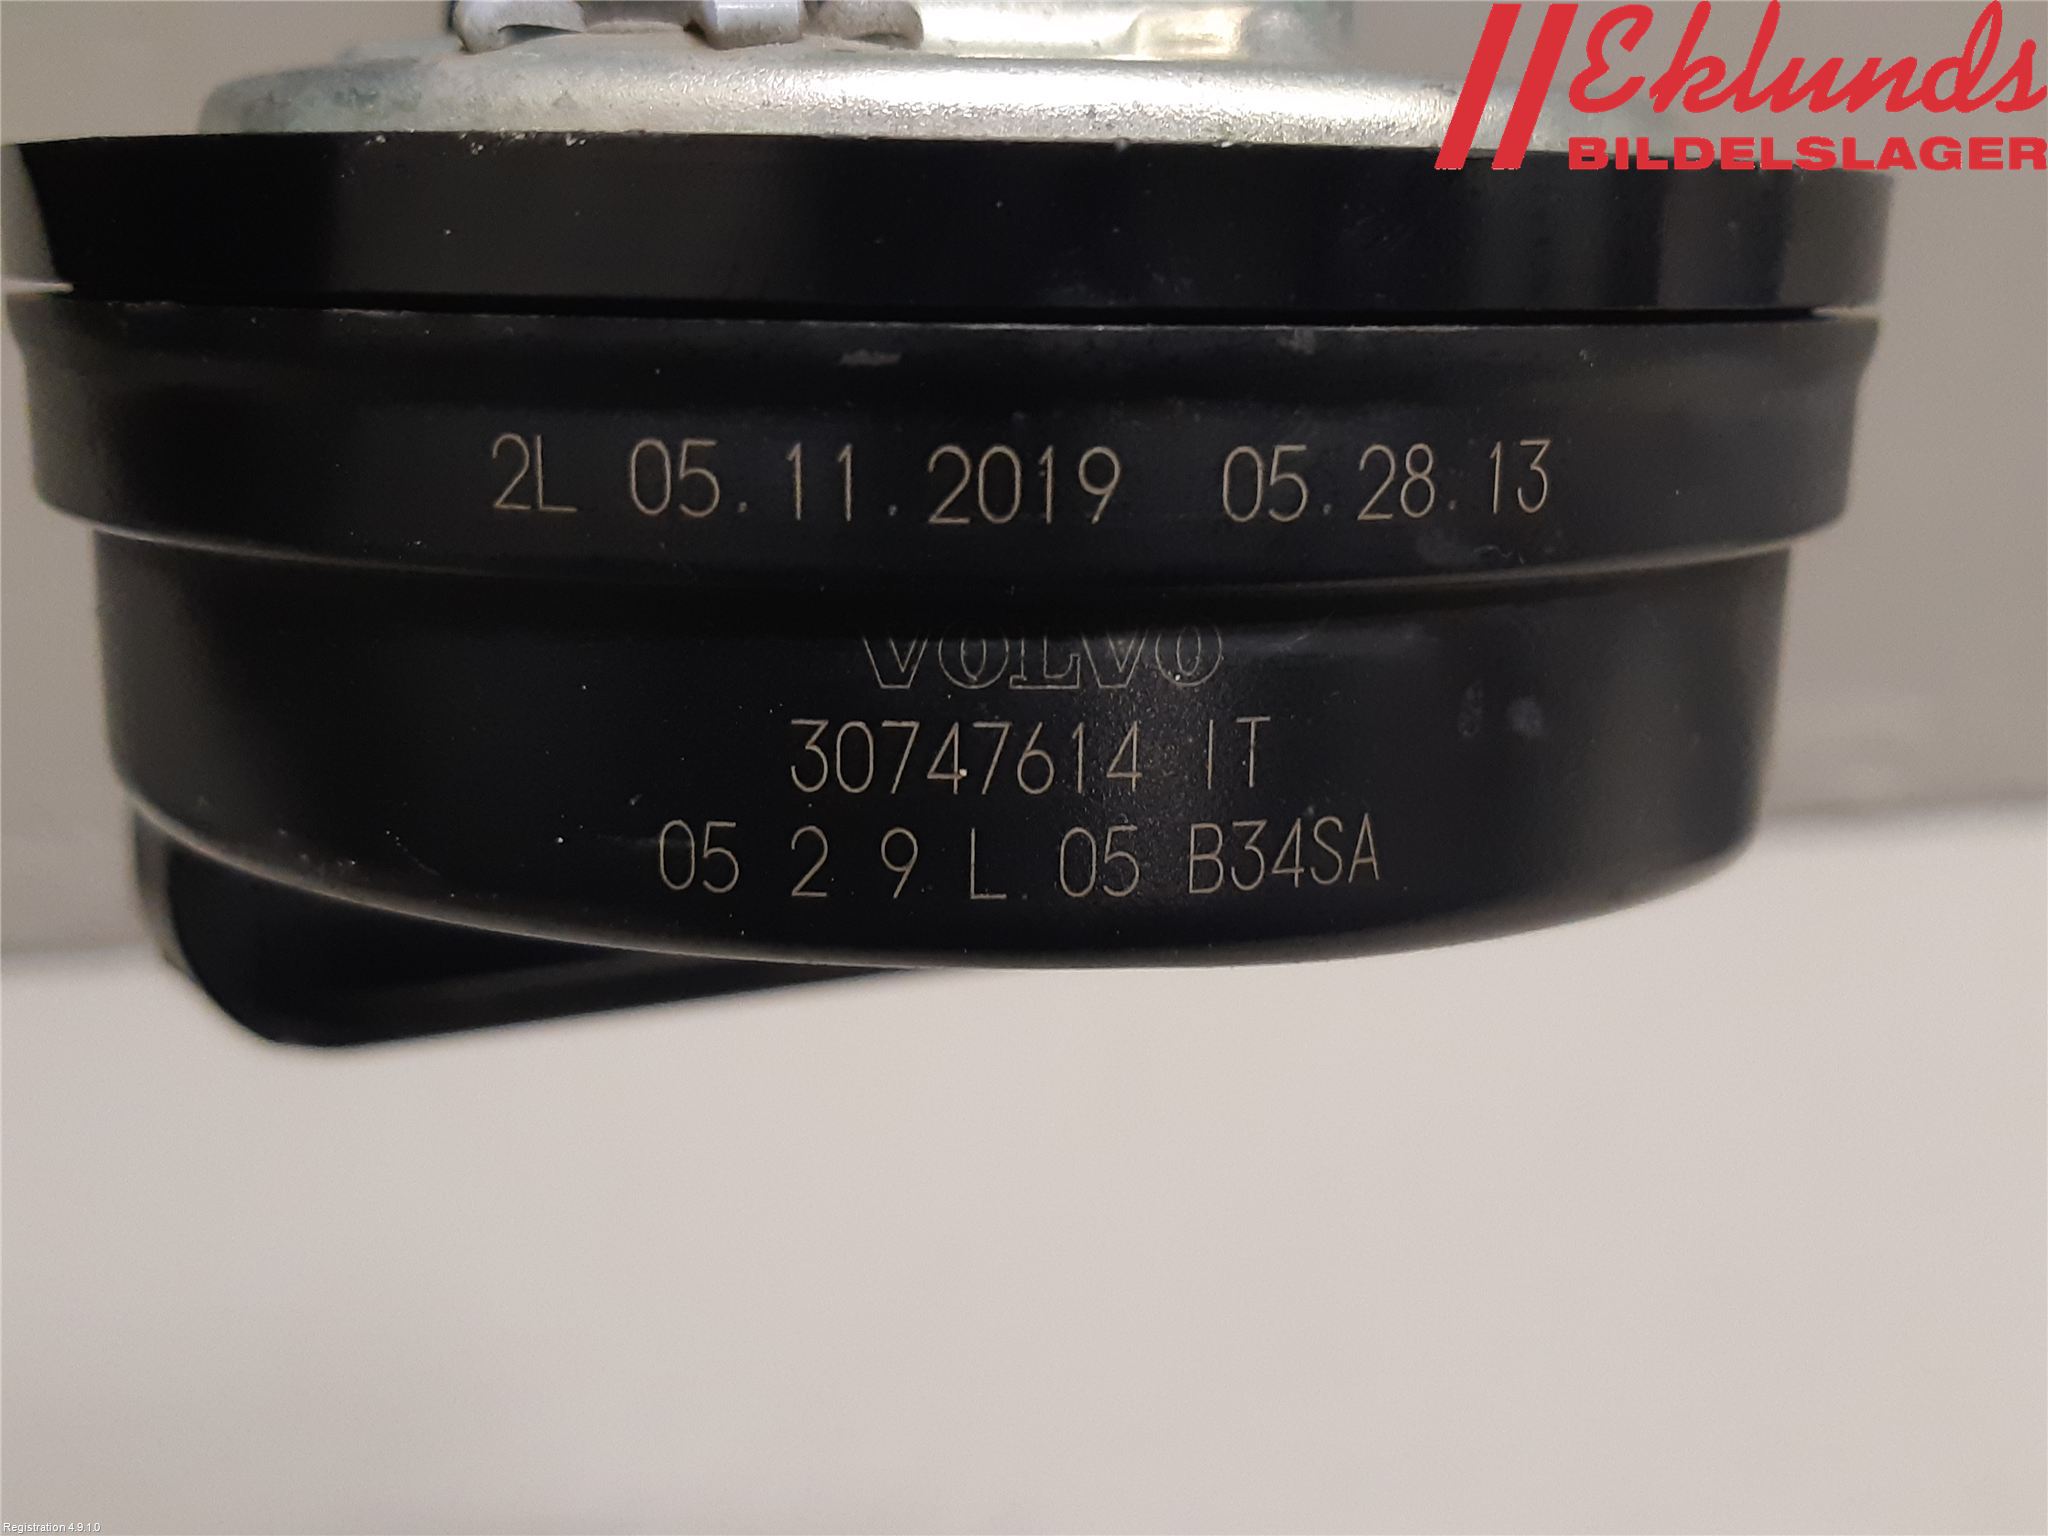 Eklunds
BILDELSLAGER
2L 05.11.2019 05.28.13
VOLVO
30747614 IT
05 2 9 L 05 B34SA
Registration 4.9.1.0